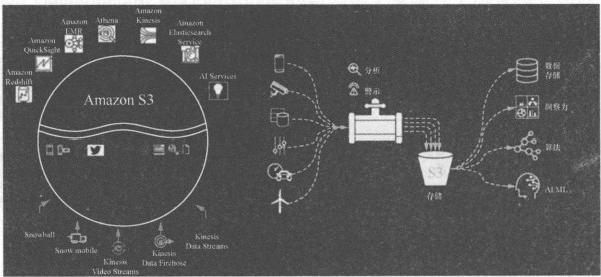 Amazon
Redshift
Amazon
QuickSight
Amazon
EMR
Athena
Amazon
Kinesis
Amazon
Elasticsearch
Service
AI Services
Amazon S3
Snowball
Snow mobile
Kinesis
Video Streams
Kinesis
Data Firehose
Kinesis
Data Streams
分析
警示
S3
存储
数据
存储
洞察力
算法
AI/ML